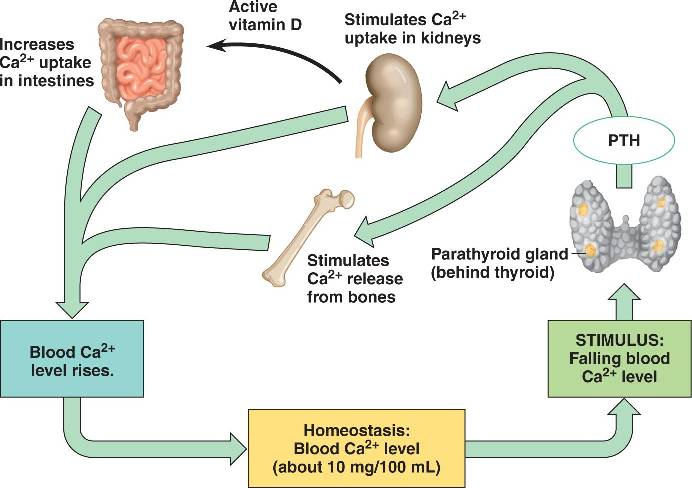 Active
vitamin D
Stimulates Ca²⁺
uptake in kidneys
Increases
Ca²⁺ uptake
in intestines
PTH
Parathyroid gland
(behind thyroid)
Stimulates
Ca²⁺ release
from bones
Blood Ca²⁺
level rises.
STIMULUS:
Falling blood
Ca²⁺ level
Homeostasis:
Blood Ca²⁺ level
(about 10 mg/100 mL)